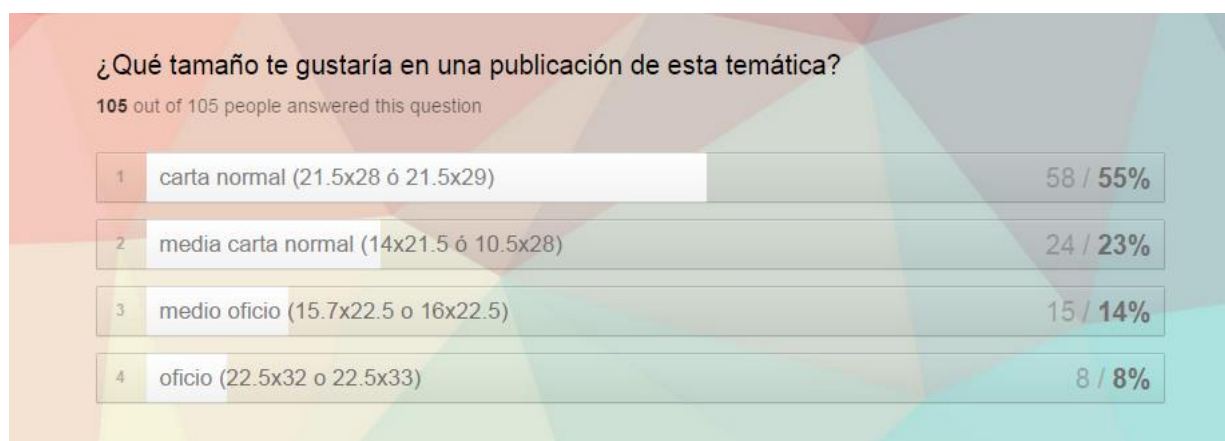 ¿Qué tamaño te gustaría en una publicación de esta temática?
105 out of 105 people answered this question
1 carta normal (21.5x28 ó 21.5x29) 58 / 55%
2 media carta normal (14x21.5 ó 10.5x28) 24 / 23%
3 medio oficio (15.7x22.5 o 16x22.5) 15 / 14%
4 oficio (22.5x32 o 22.5x33) 8 / 8%